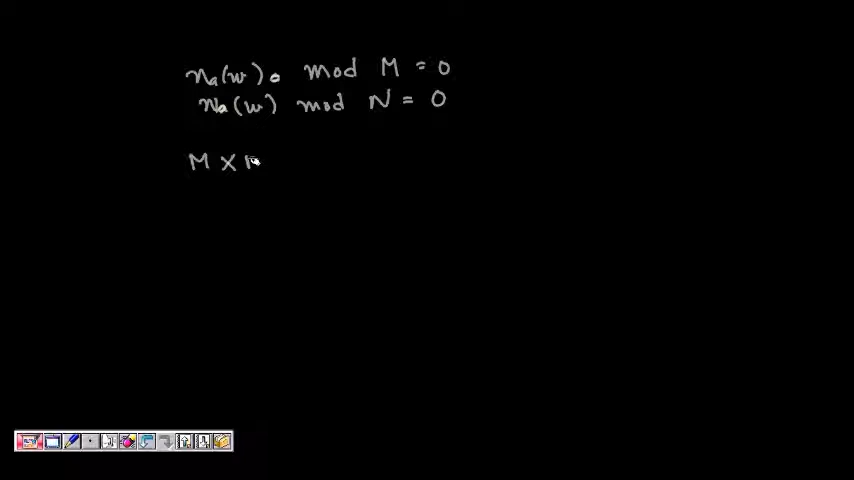 na(w). mod M = 0
Na(w) mod N = 0
M X